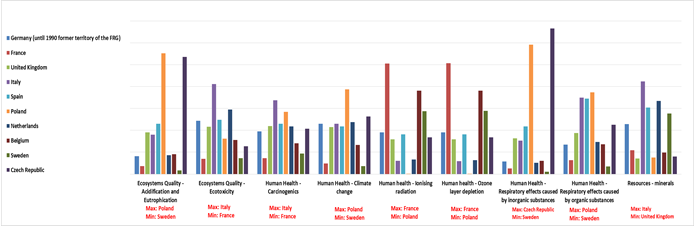 Germany (until 1990 former territory of the FRG)
France
United Kingdom
Italy
Spain
Poland
Netherlands
Belgium
Sweden
Czech Republic
Ecosystems Quality -
Acidification and
Eutrophication
Max: Poland
Min: Sweden
Ecosystems Quality -
Ecotoxicity
Max: Italy
Min: France
Human Health -
Carcinogenics
Max: Italy
Min: France
Human Health - Climate
change
Max: Poland
Min: Sweden
Human health - Ionising
radiation
Max: France
Min: Poland
Human Health - Ozone
layer depletion
Max: France
Min: Poland
Human Health -
Respiratory effects caused
by inorganic substances
Max: Czech Republic
Min: Sweden
Human Health -
Respiratory effects caused
by organic substances
Max: Poland
Min: Sweden
Resources - minerals
Max: Italy
Min: United Kingdom